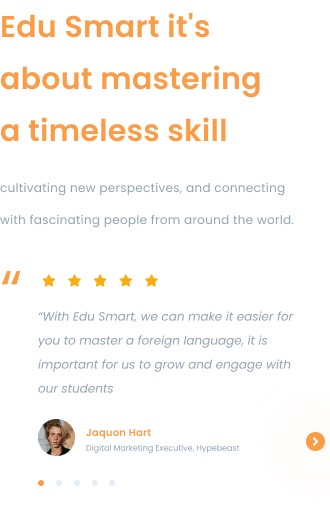 Edu Smart it's
about mastering
a timeless skill
cultivating new perspectives, and connecting
with fascinating people from around the world.
“With Edu Smart, we can make it easier for
you to master a foreign language, it is
important for us to grow and engage with
our students
Jaquon Hart
Digital Marketing Executive, Hypebeast